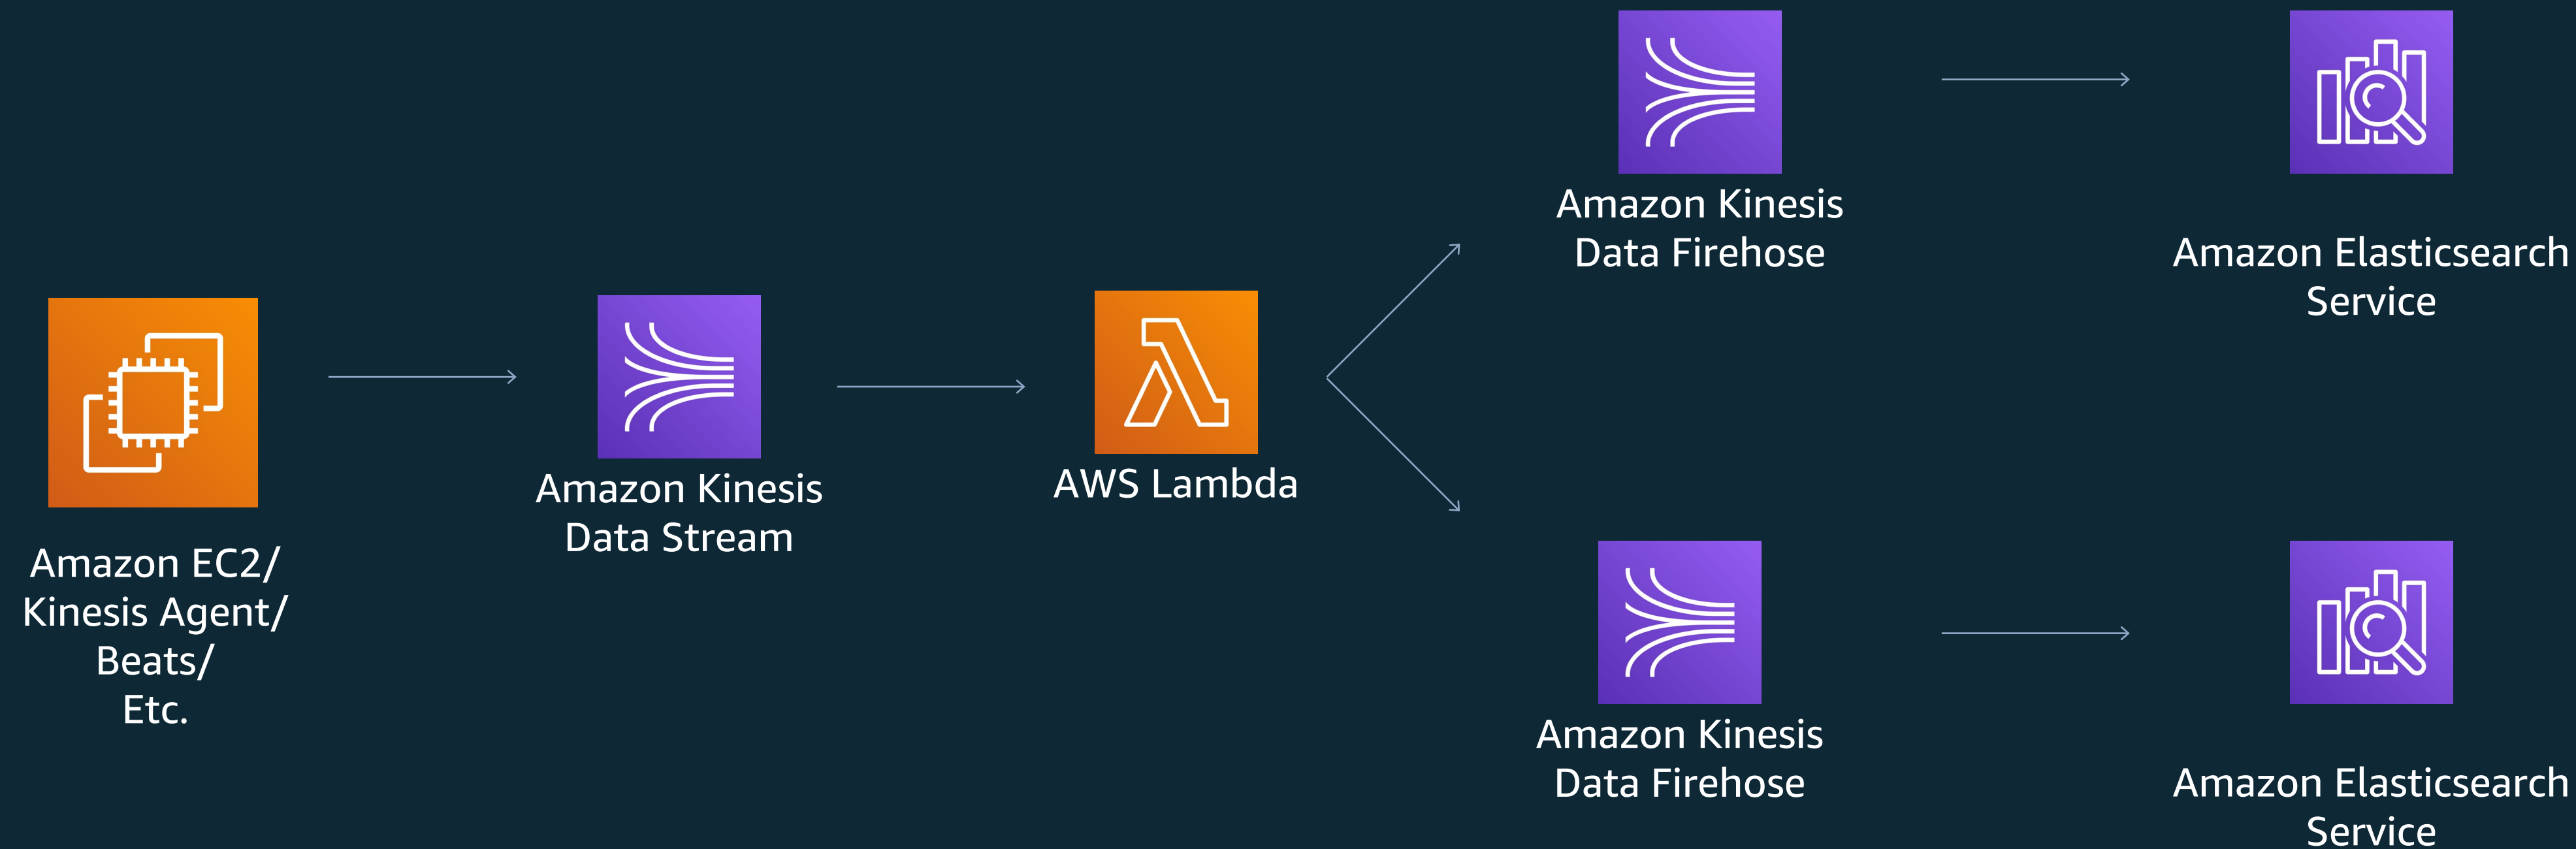 Amazon EC2/
Kinesis Agent/
Beats/
Etc.
Amazon Kinesis
Data Stream
AWS Lambda
Amazon Kinesis
Data Firehose
Amazon Elasticsearch
Service
Amazon Kinesis
Data Firehose
Amazon Elasticsearch
Service